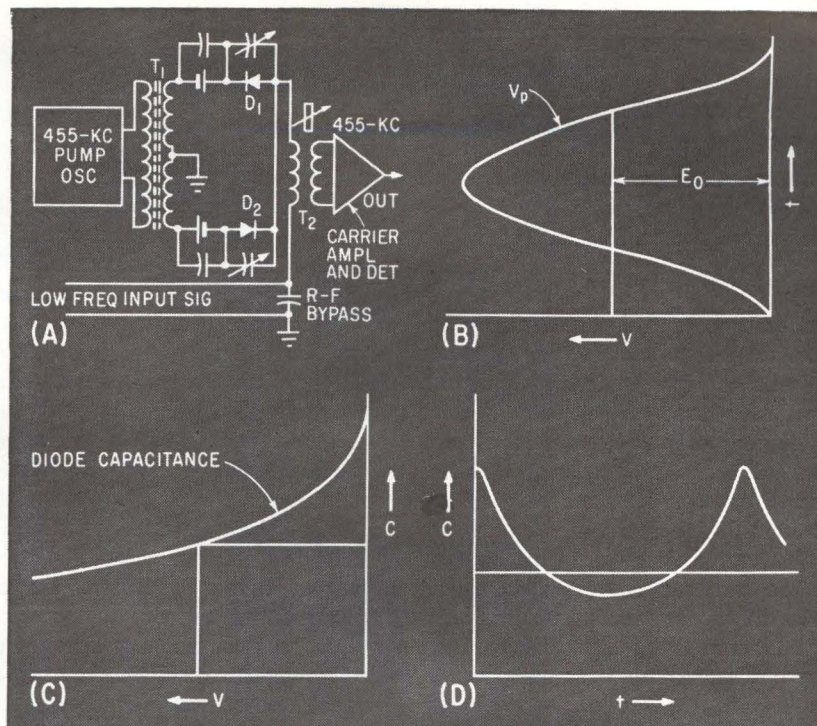 T1
455-KC
PUMP
OSC
D1
D2
455-KC
T2
OUT
CARRIER
AMPL
AND DET
LOW FREQ INPUT SIG
R-F
BYPASS
(A)
Vp
E0
t
V
(B)
DIODE CAPACITANCE
C
V
(C)
C
t
(D)